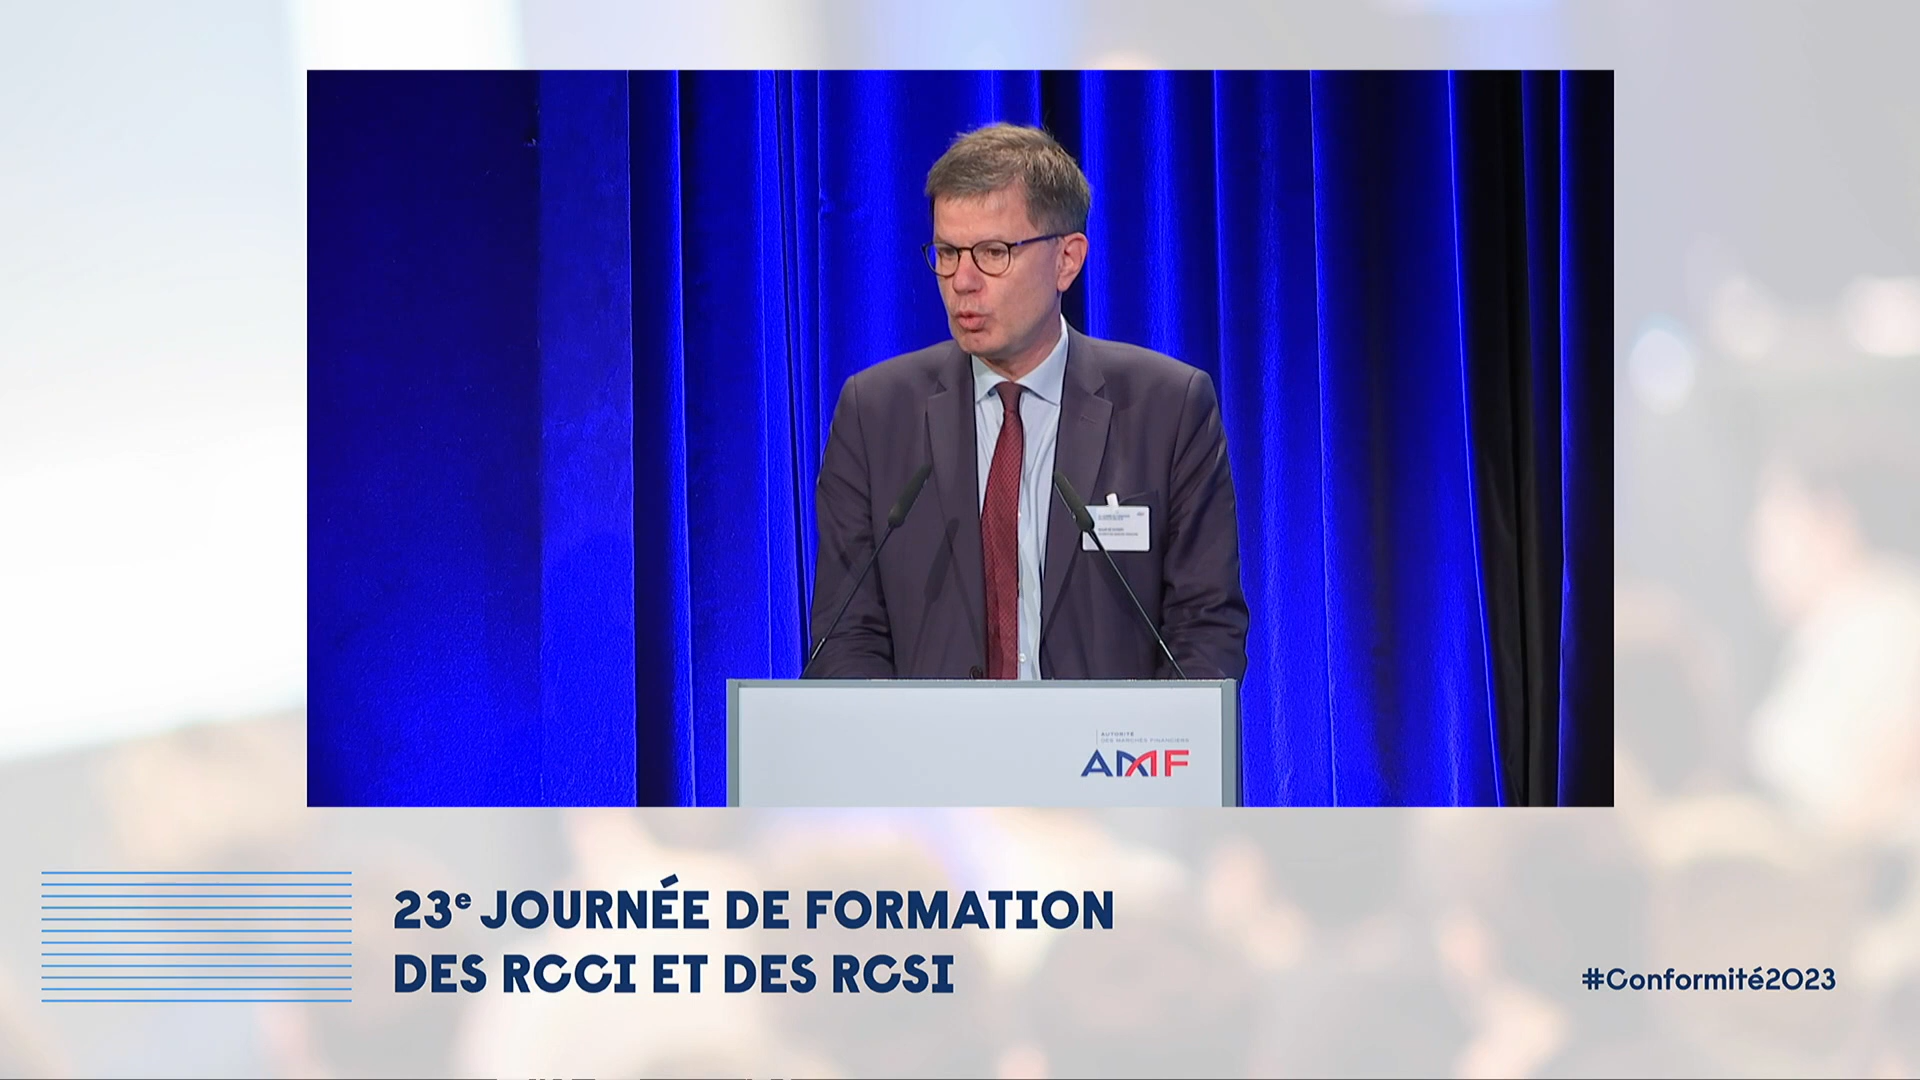 AUTORITÉ
DES MARCHÉS FINANCIERS
AMF
23e JOURNÉE DE FORMATION
DES RCCI ET DES RCSI
#Conformité2023